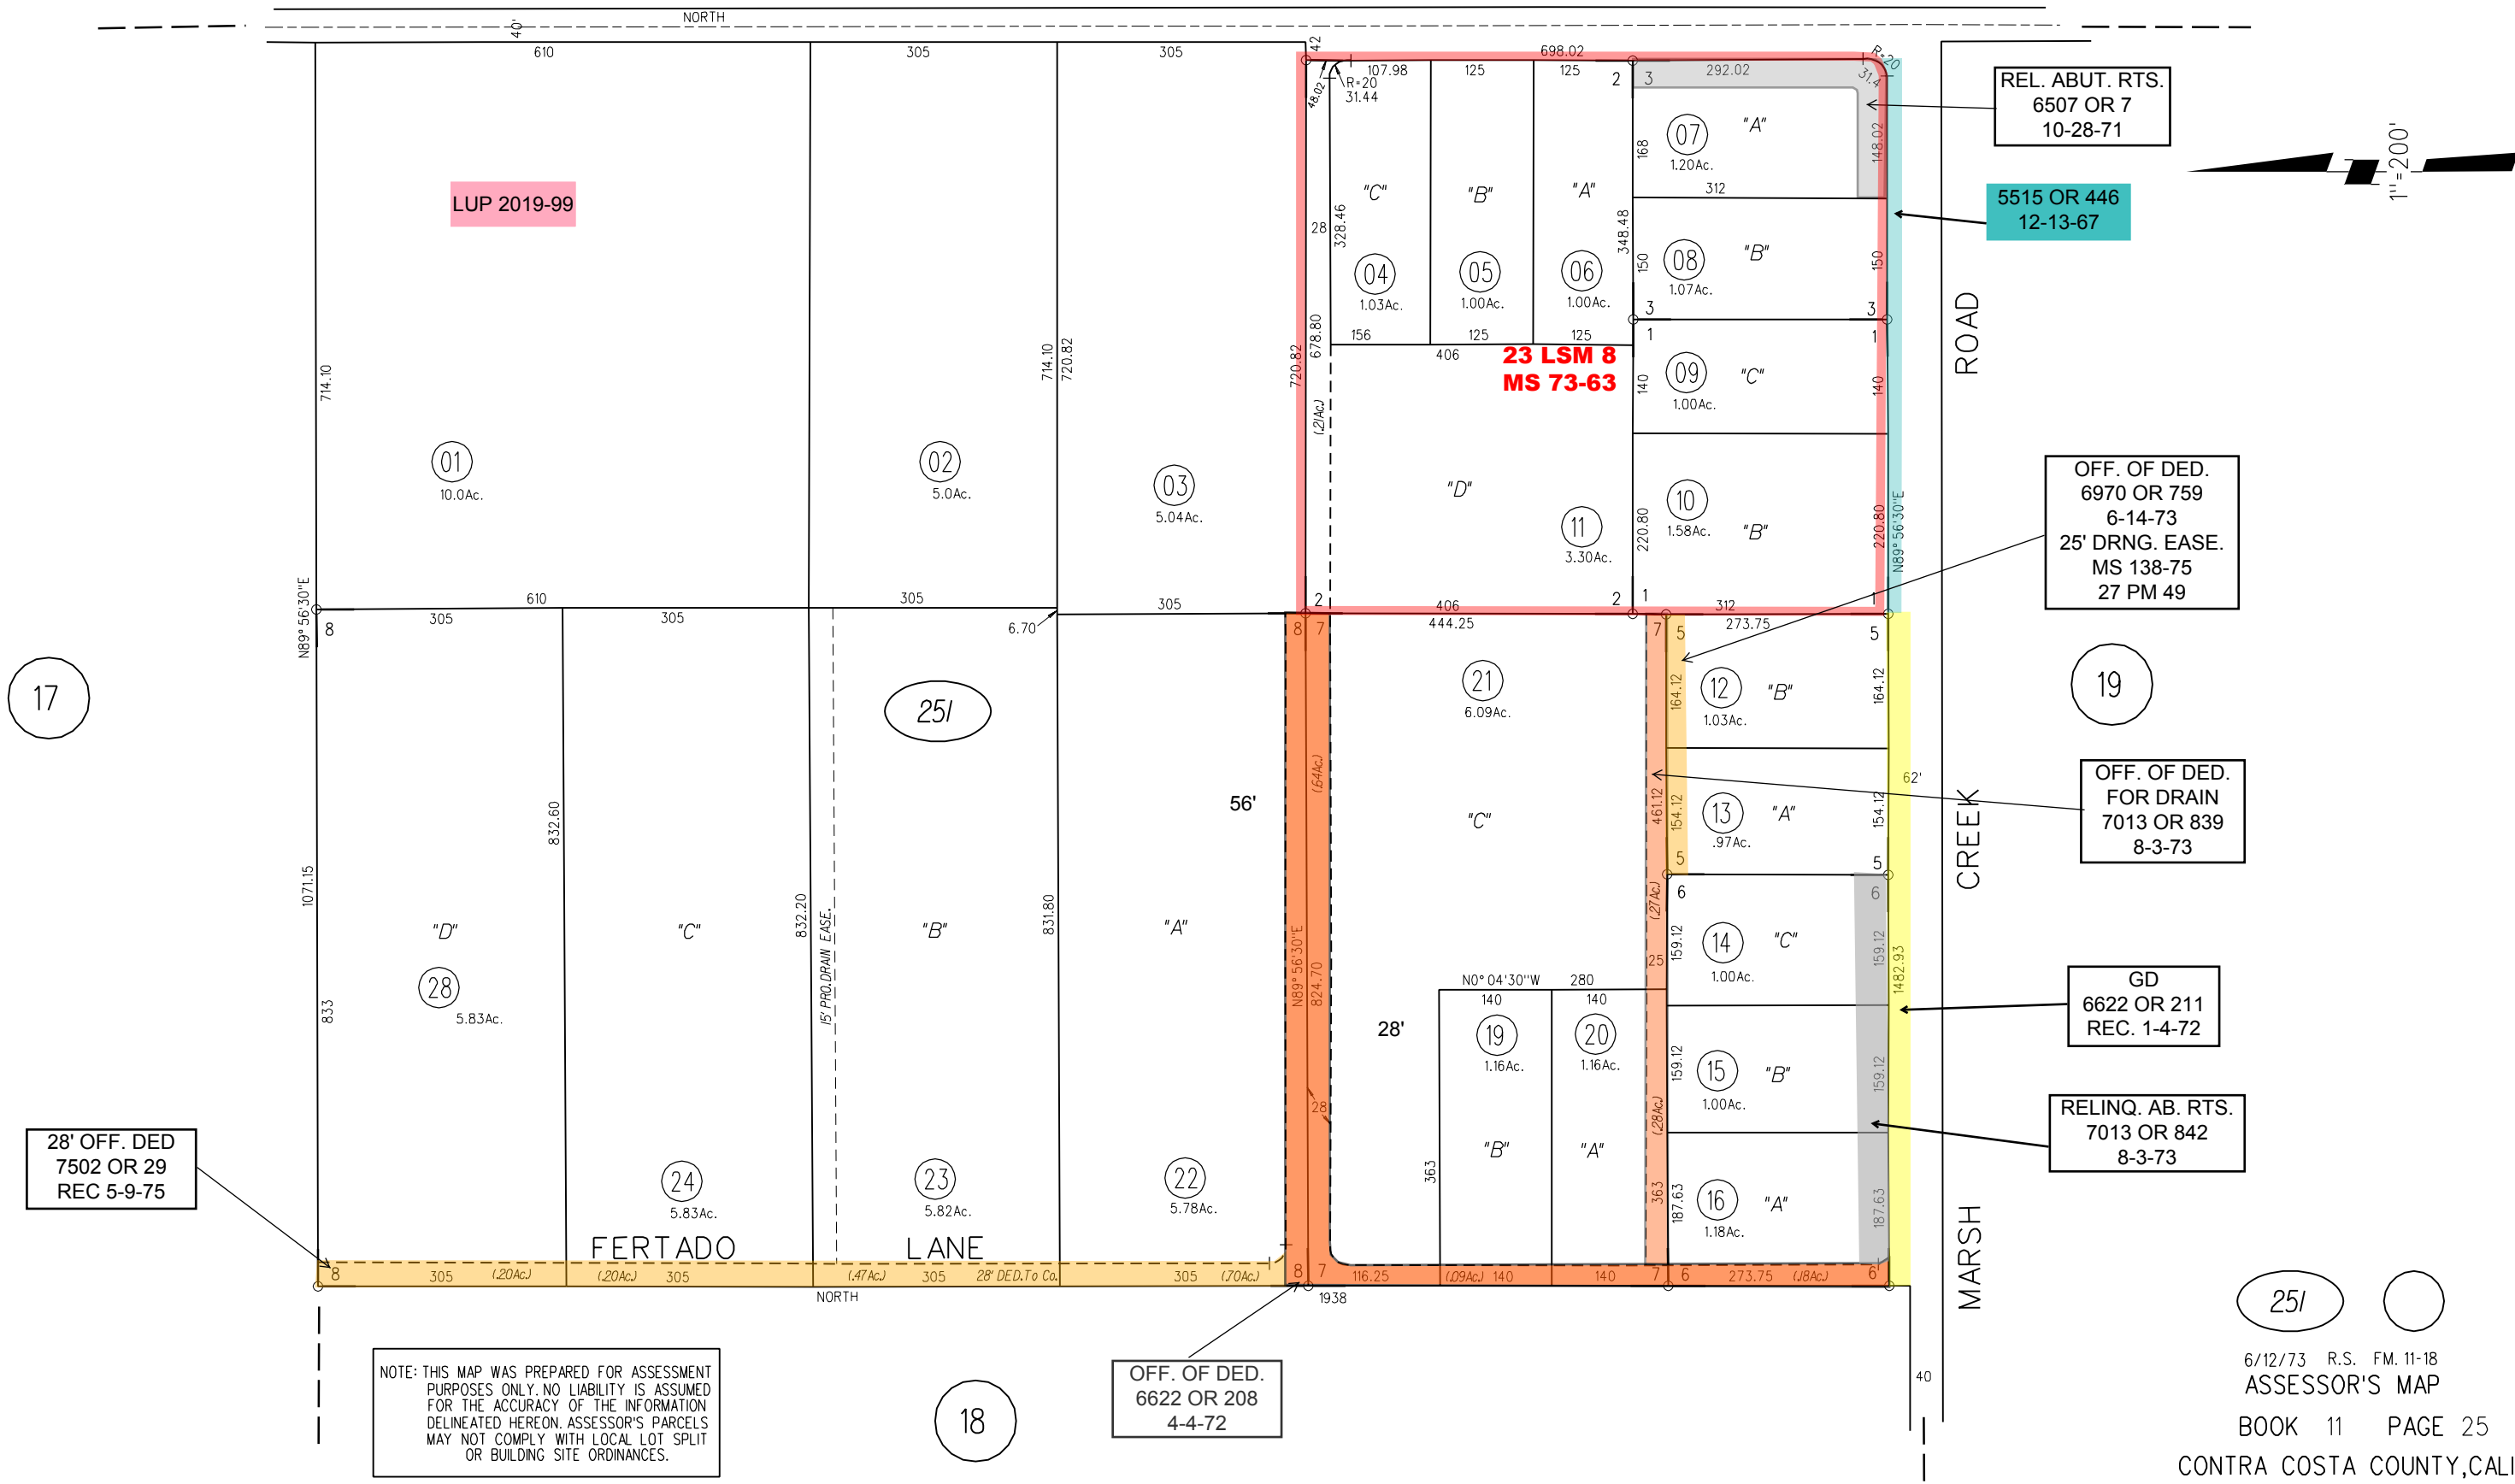 NORTH
40'
610
305
305
42
698.02
R=20
107.98
125
125
2
3
292.02
31.4
48.02
R=20
31.44
REL. ABUT. RTS.
6507 OR 7
10-28-71
1"=200'
"A"
07
1.20Ac.
168
148.02
312
LUP 2019-99
5515 OR 446
12-13-67
"C"
"B"
"A"
28
328.46
348.48
04
1.03Ac.
05
1.00Ac.
06
1.00Ac.
150
08
1.07Ac.
"B"
150
3
3
ROAD
156
125
125
406
1
1
678.80
720.82
714.10
714.10
720.82
23 LSM 8
MS 73-63
140
09
1.00Ac.
"C"
140
(.21Ac.)
01
10.0Ac.
02
5.0Ac.
03
5.04Ac.
"D"
11
3.30Ac.
220.80
10
1.58Ac.
"B"
220.80
N89° 56'30"E
OFF. OF DED.
6970 OR 759
6-14-73
25' DRNG. EASE.
MS 138-75
27 PM 49
N89° 56'30"E
610
305
305
2
406
2
1
312
1
8
305
305
6.70
8
7
444.25
7
5
273.75
5
17
251
21
6.09Ac.
164.12
12
1.03Ac.
"B"
164.12
19
56'
(.64Ac.)
"C"
62'
832.60
461.12
154.12
13
.97Ac.
"A"
154.12
CREEK
OFF. OF DED.
FOR DRAIN
7013 OR 839
8-3-73
5
5
6
6
1071.15
832.20
15' PRO.DRAIN EASE.
831.80
(.27Ac.)
"D"
"C"
"B"
"A"
N89° 56'30"E
824.70
159.12
14
1.00Ac.
"C"
159.12
25
1482.93
28
5.83Ac.
833
N0° 04'30"W
280
140
140
28'
19
1.16Ac.
20
1.16Ac.
GD
6622 OR 211
REC. 1-4-72
159.12
15
1.00Ac.
"B"
159.12
28
(.28Ac.)
"B"
"A"
363
363
RELINQ. AB. RTS.
7013 OR 842
8-3-73
28' OFF. DED
7502 OR 29
REC 5-9-75
24
5.83Ac.
23
5.82Ac.
22
5.78Ac.
187.63
16
1.18Ac.
"A"
187.63
FERTADO LANE
MARSH
8
305
(.20Ac.)
(.20Ac.)
305
(.47Ac.)
305
28' DED.To Co.
305
(.70Ac.)
8
7
116.25
(.09Ac.)
140
140
7
6
273.75
(.18Ac.)
6
NORTH
1938
251
NOTE: THIS MAP WAS PREPARED FOR ASSESSMENT
PURPOSES ONLY. NO LIABILITY IS ASSUMED
FOR THE ACCURACY OF THE INFORMATION
DELINEATED HEREON. ASSESSOR'S PARCELS
MAY NOT COMPLY WITH LOCAL LOT SPLIT
OR BUILDING SITE ORDINANCES.
18
OFF. OF DED.
6622 OR 208
4-4-72
40
6/12/73 R.S. FM. 11-18
ASSESSOR'S MAP
BOOK 11 PAGE 25
CONTRA COSTA COUNTY,CALI